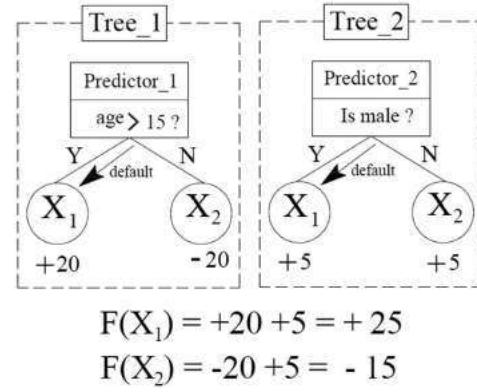 Tree_1
Predictor_1
age > 15 ?
Y
N
default
X₁
X₂
+20
-20
Tree_2
Predictor_2
Is male ?
Y
N
default
X₁
X₂
+5
+5
F(X₁) = +20 +5 = + 25
F(X₂) = -20 +5 = - 15